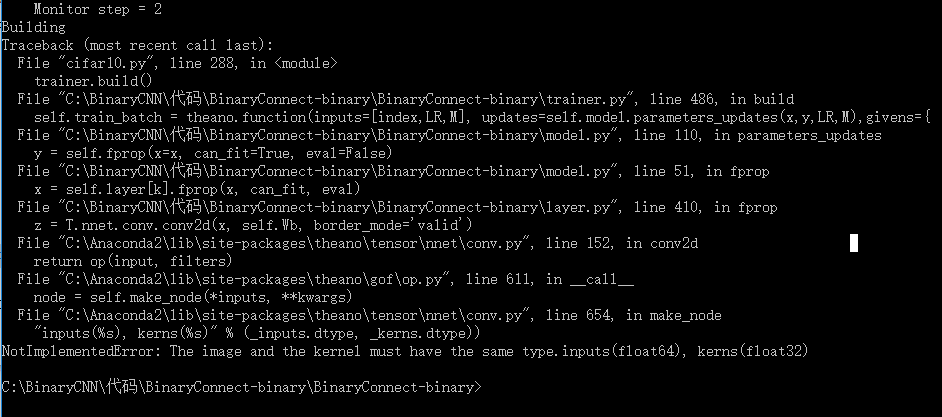 Monitor step = 2
Building
Traceback (most recent call last):
File "cifar10.py", line 288, in <module>
trainer.build()
File "C:\BinaryCNN\代码\BinaryConnect-binary\BinaryConnect-binary\trainer.py", line 486, in build
self.train_batch = theano.function(inputs=[index,LR,M], updates=self.model.parameters_updates(x,y,LR,M),givens={
File "C:\BinaryCNN\代码\BinaryConnect-binary\BinaryConnect-binary\model.py", line 110, in parameters_updates
y = self.fprop(x=x, can_fit=True, eval=False)
File "C:\BinaryCNN\代码\BinaryConnect-binary\BinaryConnect-binary\model.py", line 51, in fprop
x = self.layer[k].fprop(x, can_fit, eval)
File "C:\BinaryCNN\代码\BinaryConnect-binary\BinaryConnect-binary\layer.py", line 410, in fprop
z = T.nnet.conv.conv2d(x, self.Wb, border_mode='valid')
File "C:\Anaconda2\lib\site-packages\theano\tensor\nnet\conv.py", line 152, in conv2d
return op(input, filters)
File "C:\Anaconda2\lib\site-packages\theano\gof\op.py", line 611, in __call__
node = self.make_node(*inputs, **kwargs)
File "C:\Anaconda2\lib\site-packages\theano\tensor\nnet\conv.py", line 654, in make_node
"inputs(%s), kerns(%s)" % (_inputs.dtype, _kerns.dtype))
NotImplementedError: The image and the kernel must have the same type.inputs(float64), kerns(float32)
C:\BinaryCNN\代码\BinaryConnect-binary\BinaryConnect-binary>